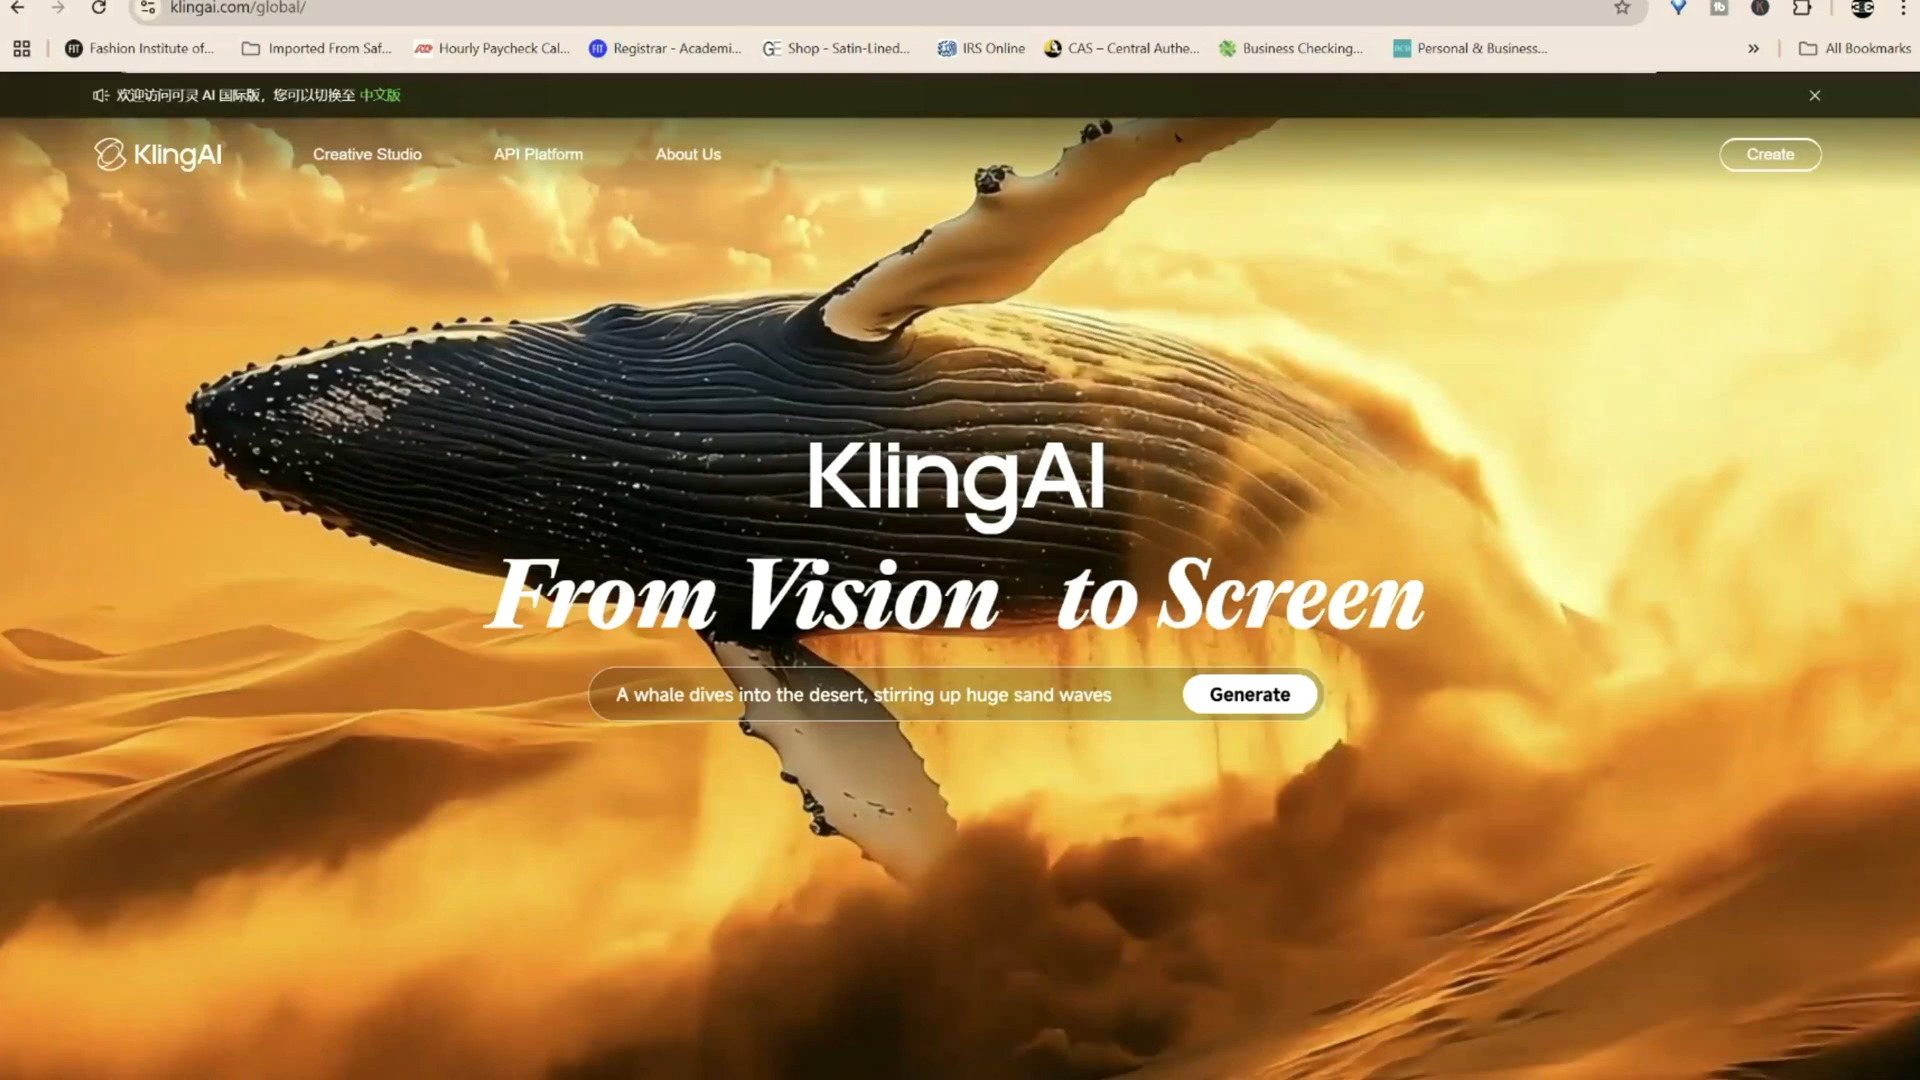 klingai.com/global/
Fashion Institute of...
Imported From Saf...
Hourly Paycheck Cal...
Registrar - Academi...
Shop - Satin-Lined...
IRS Online
CAS – Central Authe...
Business Checking...
Personal & Business...
All Bookmarks
欢迎访问可灵 AI 国际版，您可以切换至 中文版
KlingAI
Creative Studio
API Platform
About Us
Create
KlingAI
From Vision to Screen
A whale dives into the desert, stirring up huge sand waves
Generate